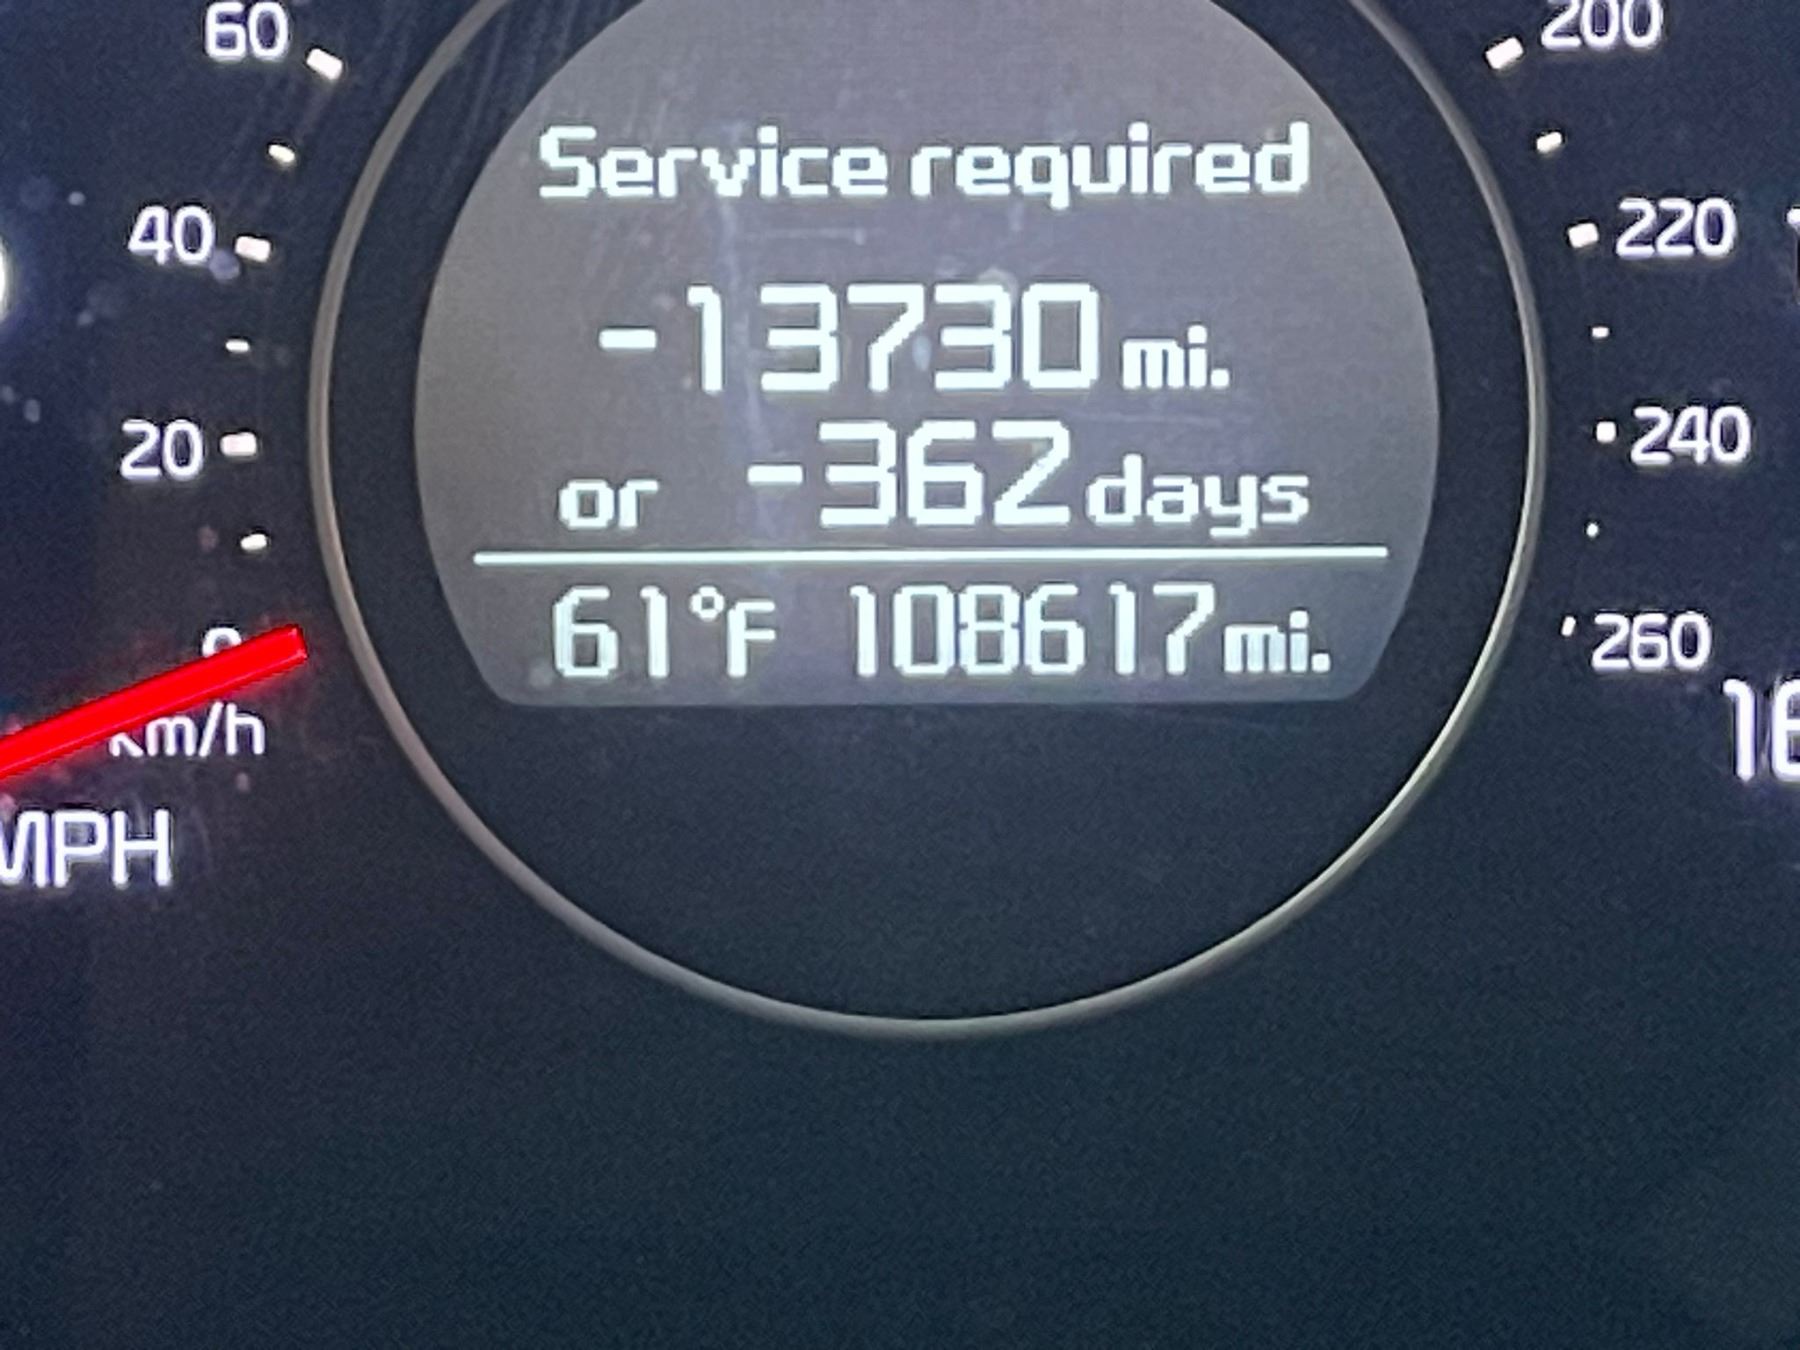 60
200
Service required
40
220
-13730 mi.
20
240
or -362 days
0
61°F 108617 mi.
260
km/h
MPH